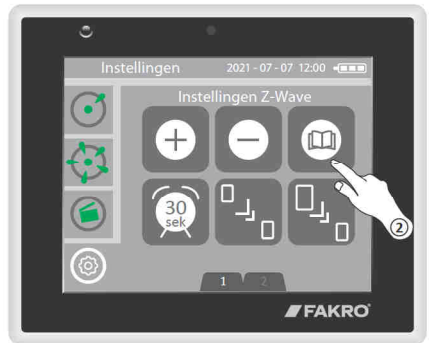 Instellingen 2021 - 07 - 07 12:00
Instellingen Z-Wave
30
sek
1 2
②
FAKRO